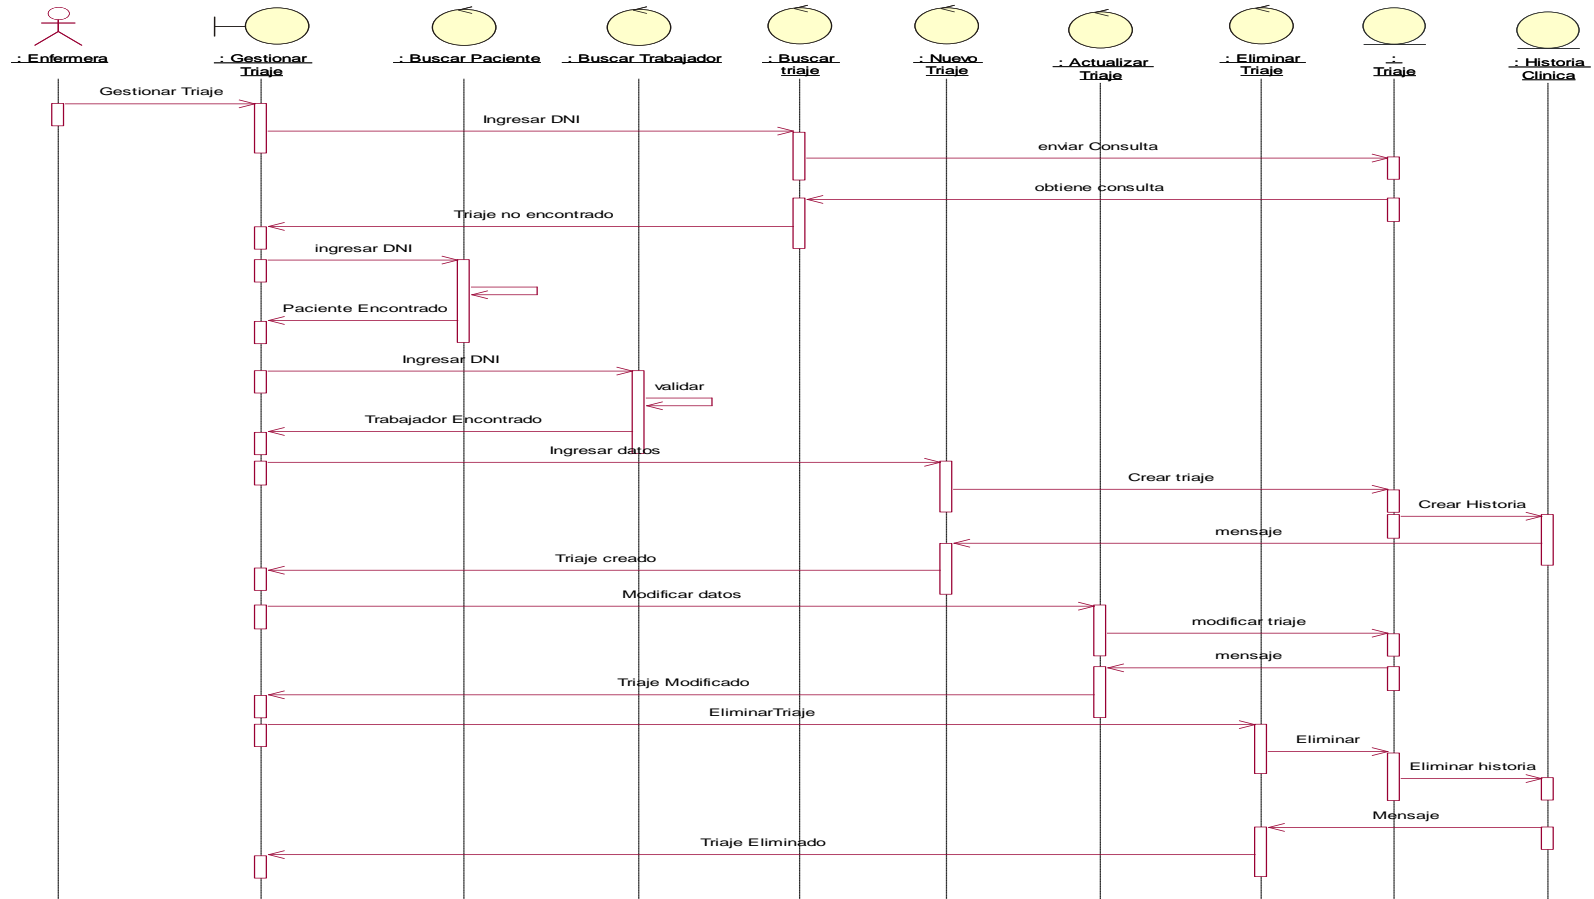 : Enfermera
: Gestionar
Triaje
: Buscar Paciente
: Buscar Trabajador
: Buscar
triaje
: Nuevo
Triaje
: Actualizar
Triaje
: Eliminar
Triaje
:
Triaje
: Historia
Clinica
Gestionar Triaje
Ingresar DNI
enviar Consulta
obtiene consulta
Triaje no encontrado
ingresar DNI
Paciente Encontrado
Ingresar DNI
validar
Trabajador Encontrado
Ingresar datos
Crear triaje
Crear Historia
mensaje
Triaje creado
Modificar datos
modificar triaje
mensaje
Triaje Modificado
EliminarTriaje
Eliminar
Eliminar historia
Mensaje
Triaje Eliminado